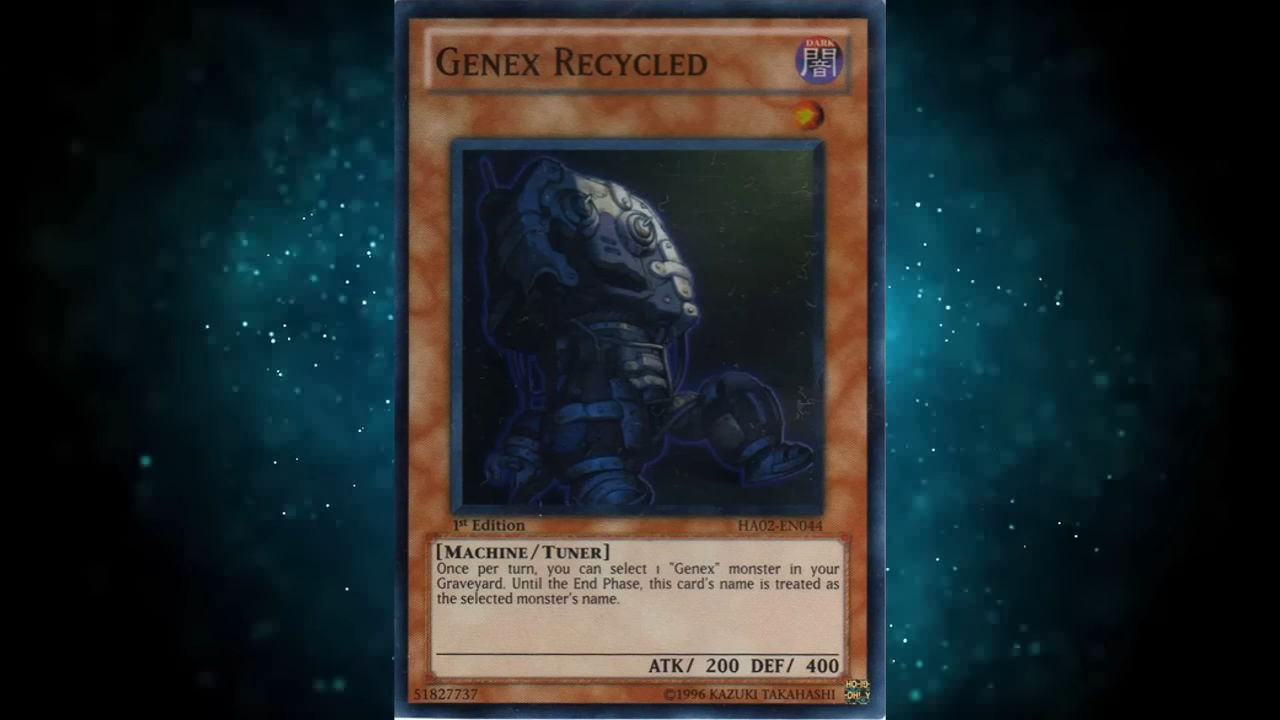 GENEX RECYCLED
DARK
闇
1st Edition
HA02-EN044
[MACHINE/TUNER]
Once per turn, you can select 1 "Genex" monster in your
Graveyard. Until the End Phase, this card's name is treated as
the selected monster's name.
ATK/ 200 DEF/ 400
51827737
©1996 KAZUKI TAKAHASHI